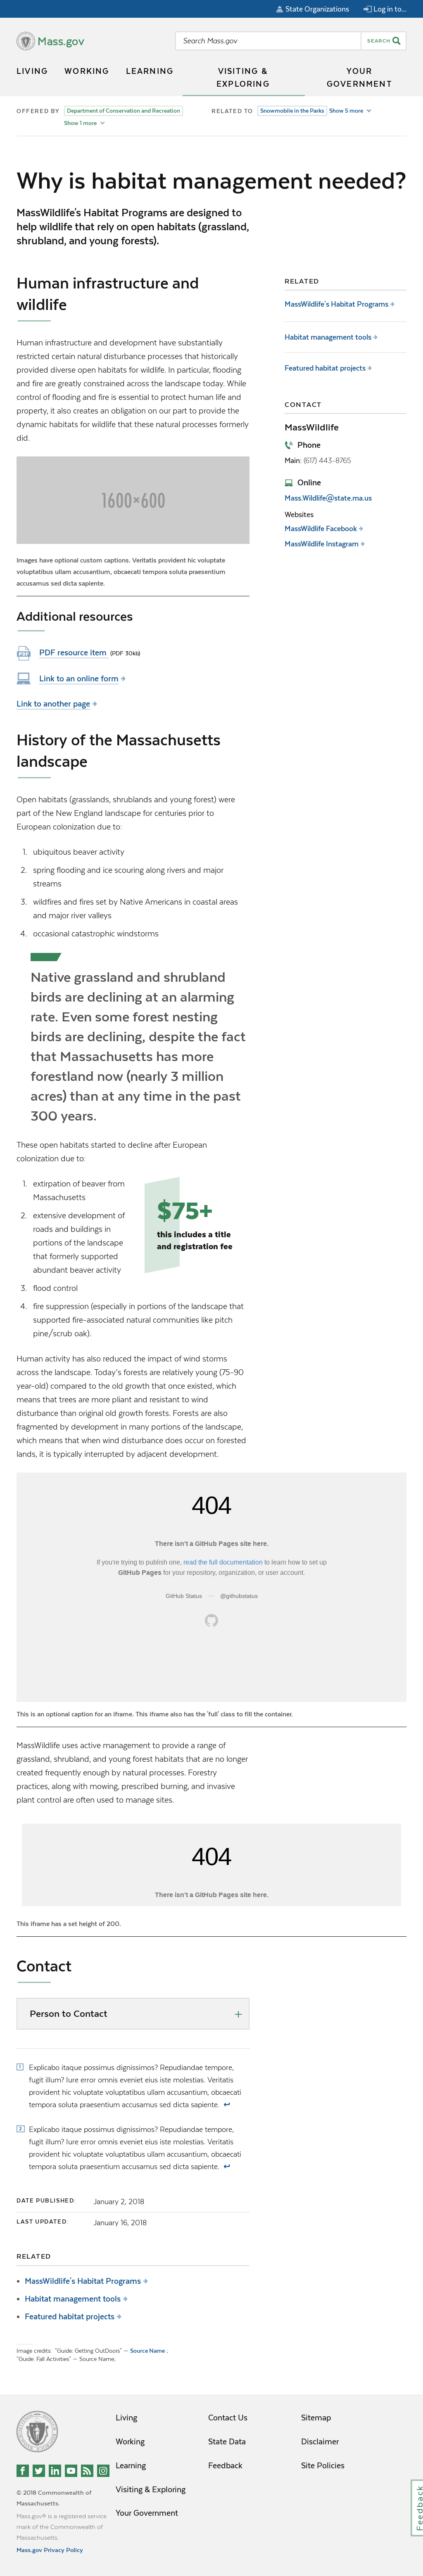 State Organizations
Log in to...
Mass.gov
Search Mass.gov
SEARCH
LIVING
WORKING
LEARNING
VISITING &
EXPLORING
YOUR
GOVERNMENT
OFFERED BY
Department of Conservation and Recreation
Show 1 more
RELATED TO
Snowmobile in the Parks
Show 5 more
Why is habitat management needed?
MassWildlife's Habitat Programs are designed to
help wildlife that rely on open habitats (grassland,
shrubland, and young forests).
Human infrastructure and
wildlife
Human infrastructure and development have substantially
restricted certain natural disturbance processes that historically
provided diverse open habitats for wildlife. In particular, flooding
and fire are greatly constrained across the landscape today. While
control of flooding and fire is essential to protect human life and
property, it also creates an obligation on our part to provide the
dynamic habitats for wildlife that these natural processes formerly
did.
1600×600
Images have optional custom captions. Veritatis provident hic voluptate
voluptatibus ullam accusantium, obcaecati tempora soluta praesentium
accusamus sed dicta sapiente.
Additional resources
PDF
PDF resource item (PDF 30kb)
Link to an online form
Link to another page
History of the Massachusetts
landscape
Open habitats (grasslands, shrublands and young forest) were
part of the New England landscape for centuries prior to
European colonization due to:
1. ubiquitous beaver activity
2. spring flooding and ice scouring along rivers and major
streams
3. wildfires and fires set by Native Americans in coastal areas
and major river valleys
4. occasional catastrophic windstorms
Native grassland and shrubland
birds are declining at an alarming
rate. Even some forest nesting
birds are declining, despite the fact
that Massachusetts has more
forestland now (nearly 3 million
acres) than at any time in the past
300 years.
These open habitats started to decline after European
colonization due to:
1. extirpation of beaver from
Massachusetts
2. extensive development of
roads and buildings in
portions of the landscape
that formerly supported
abundant beaver activity
$75+
this includes a title
and registration fee
3. flood control
4. fire suppression (especially in portions of the landscape that
supported fire-associated natural communities like pitch
pine/scrub oak).
Human activity has also reduced the impact of wind storms
across the landscape. Today's forests are relatively young (75-90
year-old) compared to the old growth that once existed, which
means that trees are more pliant and resistant to wind
disturbance than original old growth forests. Forests are also
fragmented by development in many portions of the landscape,
which means that when wind disturbance does occur on forested
lands, it is typically interrupted by adjacent development.
404
There isn't a GitHub Pages site here.
If you're trying to publish one, read the full documentation to learn how to set up
GitHub Pages for your repository, organization, or user account.
GitHub Status — @githubstatus
This is an optional caption for an iframe. This iframe also has the 'full' class to fill the container.
MassWildlife uses active management to provide a range of
grassland, shrubland, and young forest habitats that are no longer
created frequently enough by natural processes. Forestry
practices, along with mowing, prescribed burning, and invasive
plant control are often used to manage sites.
404
There isn't a GitHub Pages site here.
This iframe has a set height of 200.
Contact
Person to Contact
1 Explicabo itaque possimus dignissimos? Repudiandae tempore,
fugit illum? Iure error omnis eveniet eius iste molestias. Veritatis
provident hic voluptate voluptatibus ullam accusantium, obcaecati
tempora soluta praesentium accusamus sed dicta sapiente. ↩
2 Explicabo itaque possimus dignissimos? Repudiandae tempore,
fugit illum? Iure error omnis eveniet eius iste molestias. Veritatis
provident hic voluptate voluptatibus ullam accusantium, obcaecati
tempora soluta praesentium accusamus sed dicta sapiente. ↩
DATE PUBLISHED: January 2, 2018
LAST UPDATED: January 16, 2018
RELATED
MassWildlife's Habitat Programs
Habitat management tools
Featured habitat projects
Image credits: "Guide: Getting OutDoors" — Source Name ;
"Guide: Fall Activities" — Source Name;
RELATED
MassWildlife's Habitat Programs
Habitat management tools
Featured habitat projects
CONTACT
MassWildlife
Phone
Main: (617) 443-8765
Online
Mass.Wildlife@state.ma.us
Websites
MassWildlife Facebook
MassWildlife Instagram
Living
Working
Learning
Visiting & Exploring
Your Government
Contact Us
State Data
Feedback
Sitemap
Disclaimer
Site Policies
© 2018 Commonwealth of
Massachusetts.
Mass.gov® is a registered service
mark of the Commonwealth of
Massachusetts.
Mass.gov Privacy Policy
Feedback